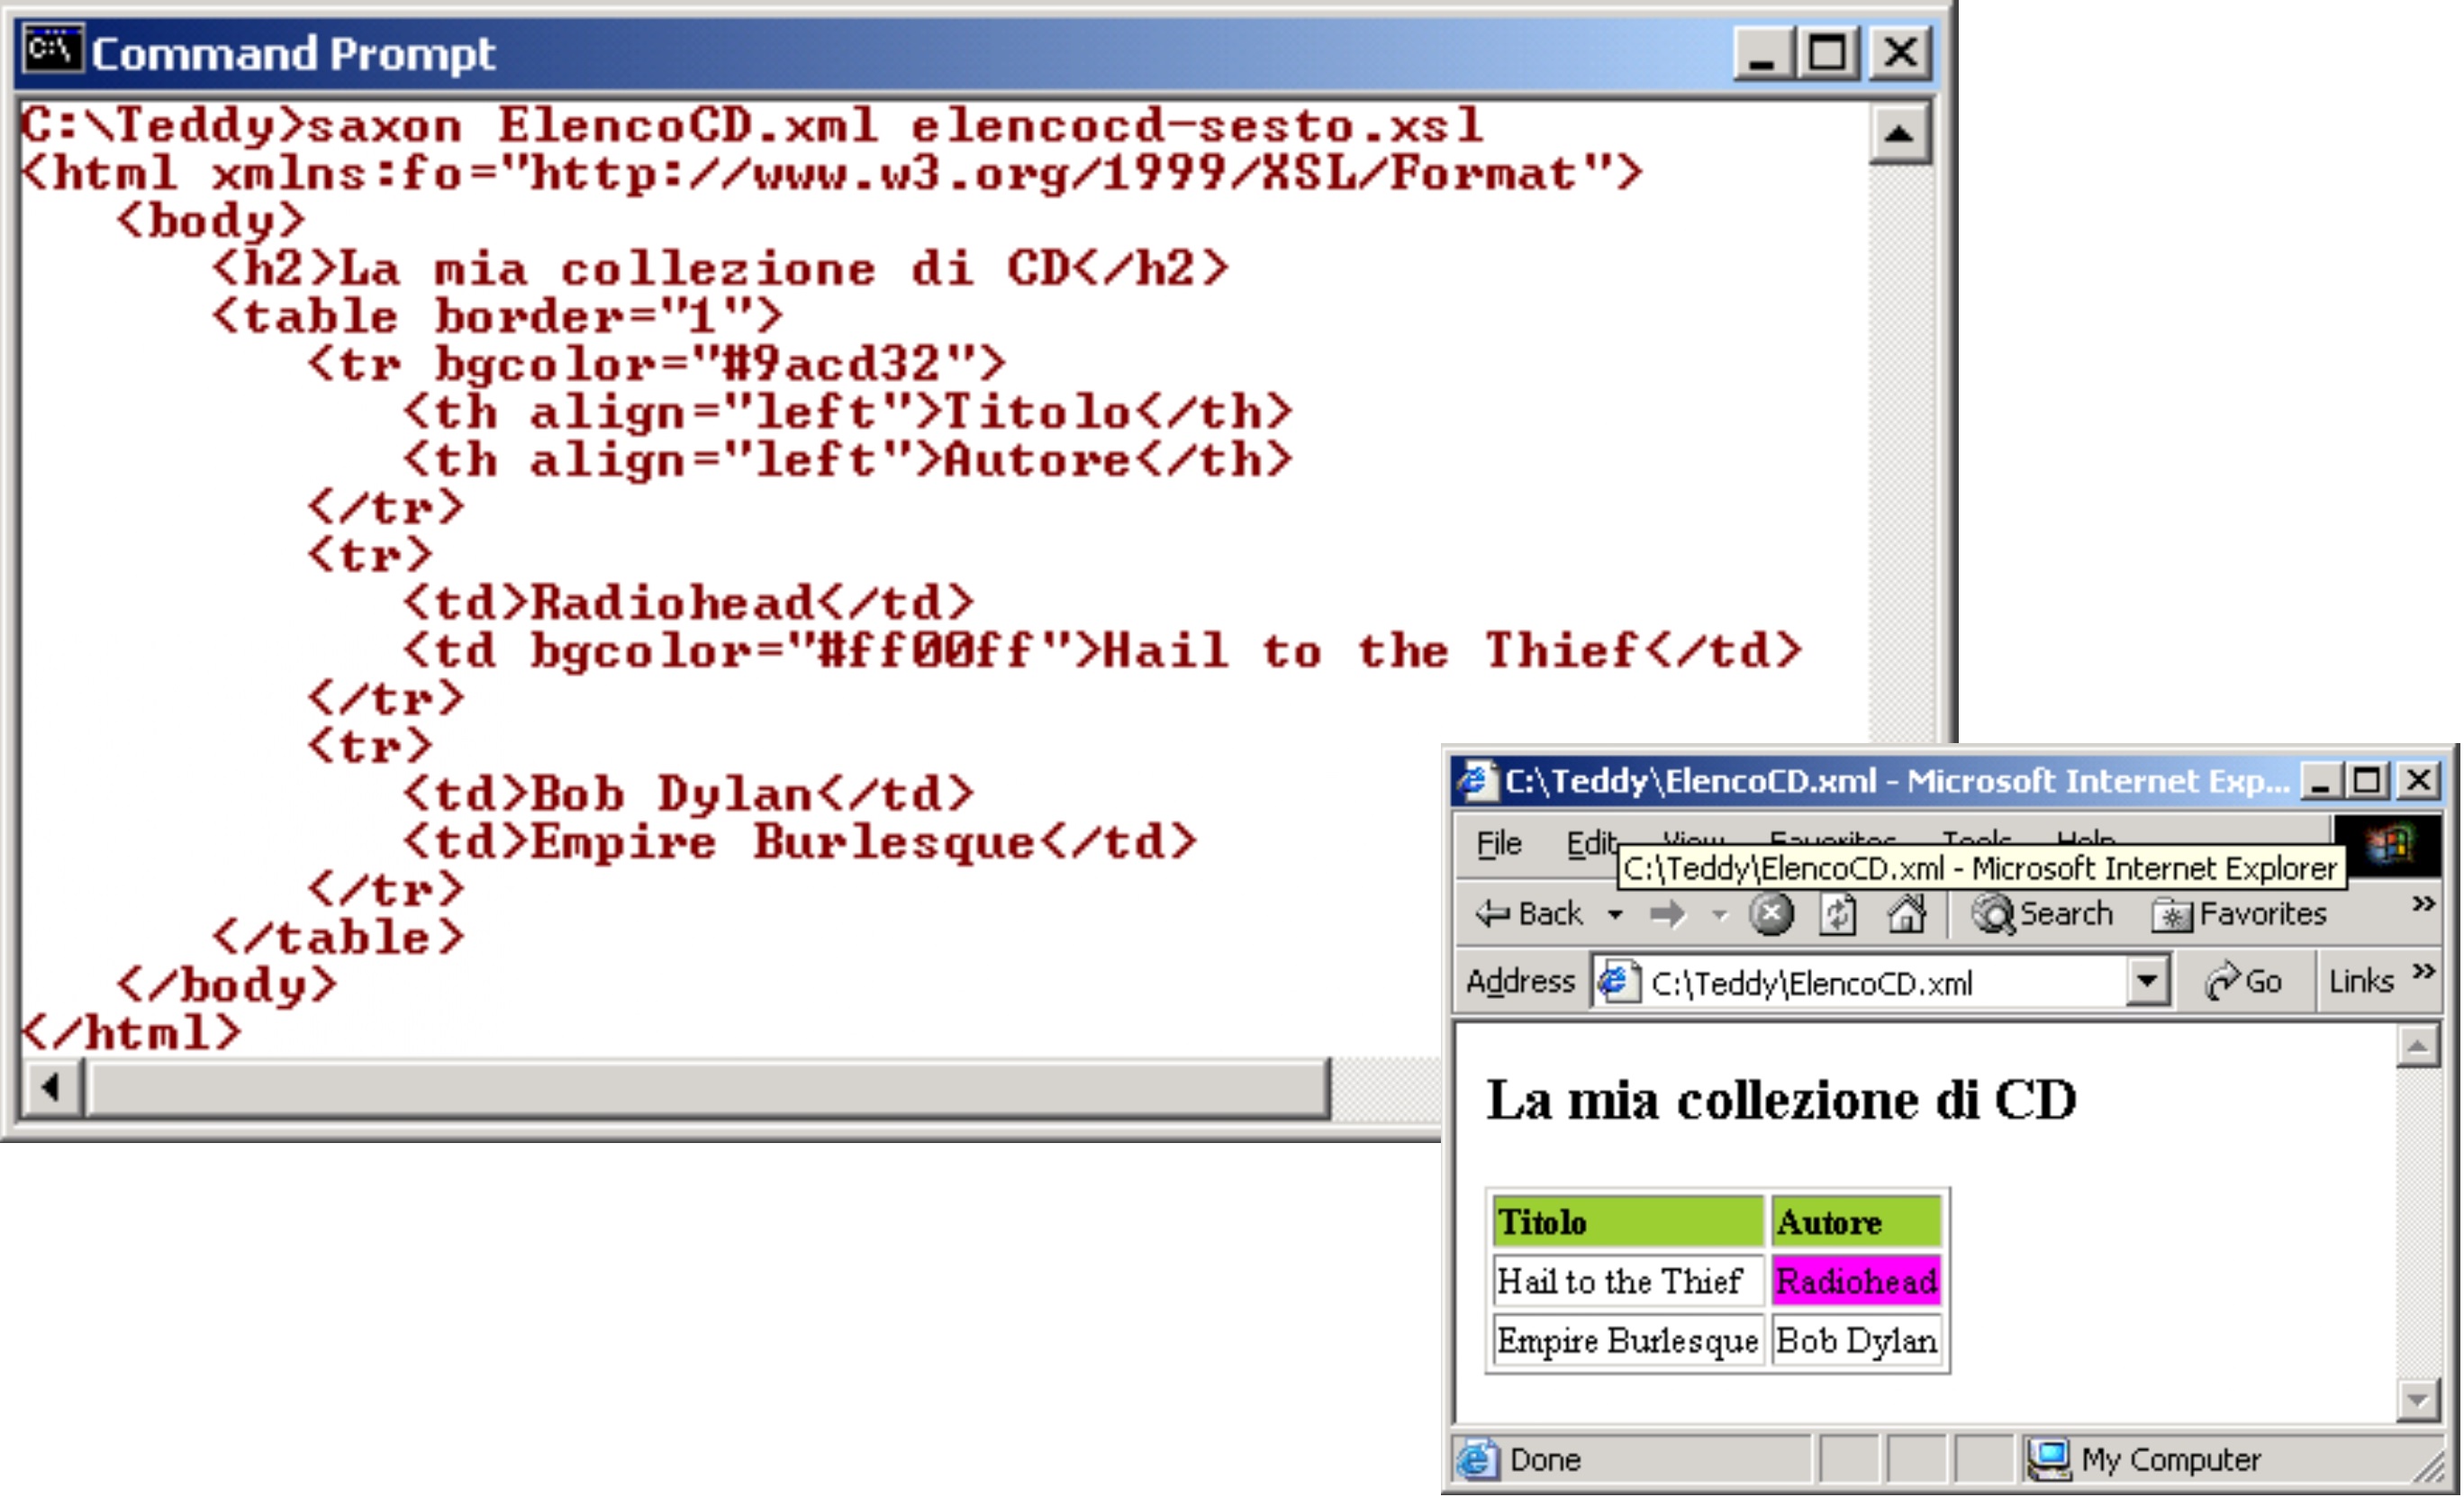 Command Prompt
C:\Teddy>saxon ElencoCD.xml elencocd-sesto.xsl
<html xmlns:fo="http://www.w3.org/1999/XSL/Format">
<body>
<h2>La mia collezione di CD</h2>
<table border="1">
<tr bgcolor="#9acd32">
<th align="left">Titolo</th>
<th align="left">Autore</th>
</tr>
<tr>
<td>Radiohead</td>
<td bgcolor="#ff00ff">Hail to the Thief</td>
</tr>
<tr>
<td>Bob Dylan</td>
<td>Empire Burlesque</td>
</tr>
</table>
</body>
</html>
C:\Teddy\ElencoCD.xml - Microsoft Internet Exp...
File Edit View Favorites Tools Help
C:\Teddy\ElencoCD.xml - Microsoft Internet Explorer
Back Search Favorites »
Address C:\Teddy\ElencoCD.xml Go Links »
La mia collezione di CD
Titolo Autore
Hail to the Thief Radiohead
Empire Burlesque Bob Dylan
Done My Computer